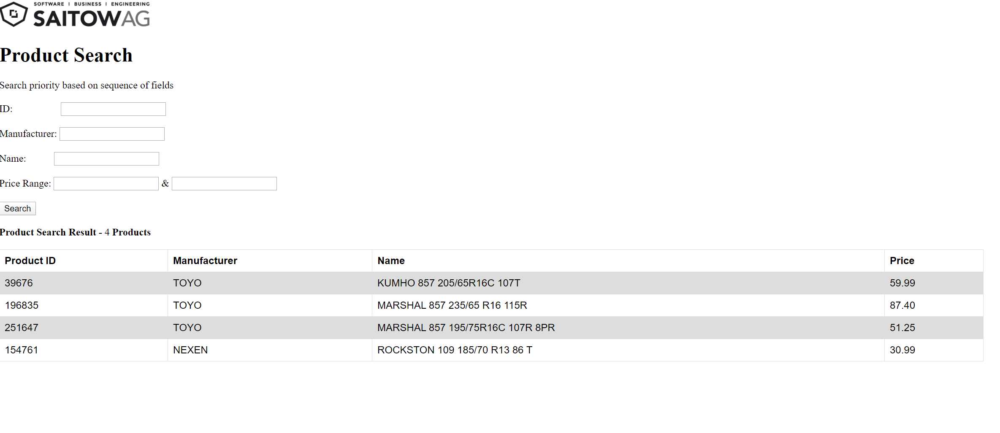 SOFTWARE | BUSINESS | ENGINEERING
SAITOWAG
Product Search
Search priority based on sequence of fields
ID:
Manufacturer:
Name:
Price Range: &
Search
Product Search Result - 4 Products
Product ID Manufacturer Name Price
39676 TOYO KUMHO 857 205/65R16C 107T 59.99
196835 TOYO MARSHAL 857 235/65 R16 115R 87.40
251647 TOYO MARSHAL 857 195/75R16C 107R 8PR 51.25
154761 NEXEN ROCKSTON 109 185/70 R13 86 T 30.99